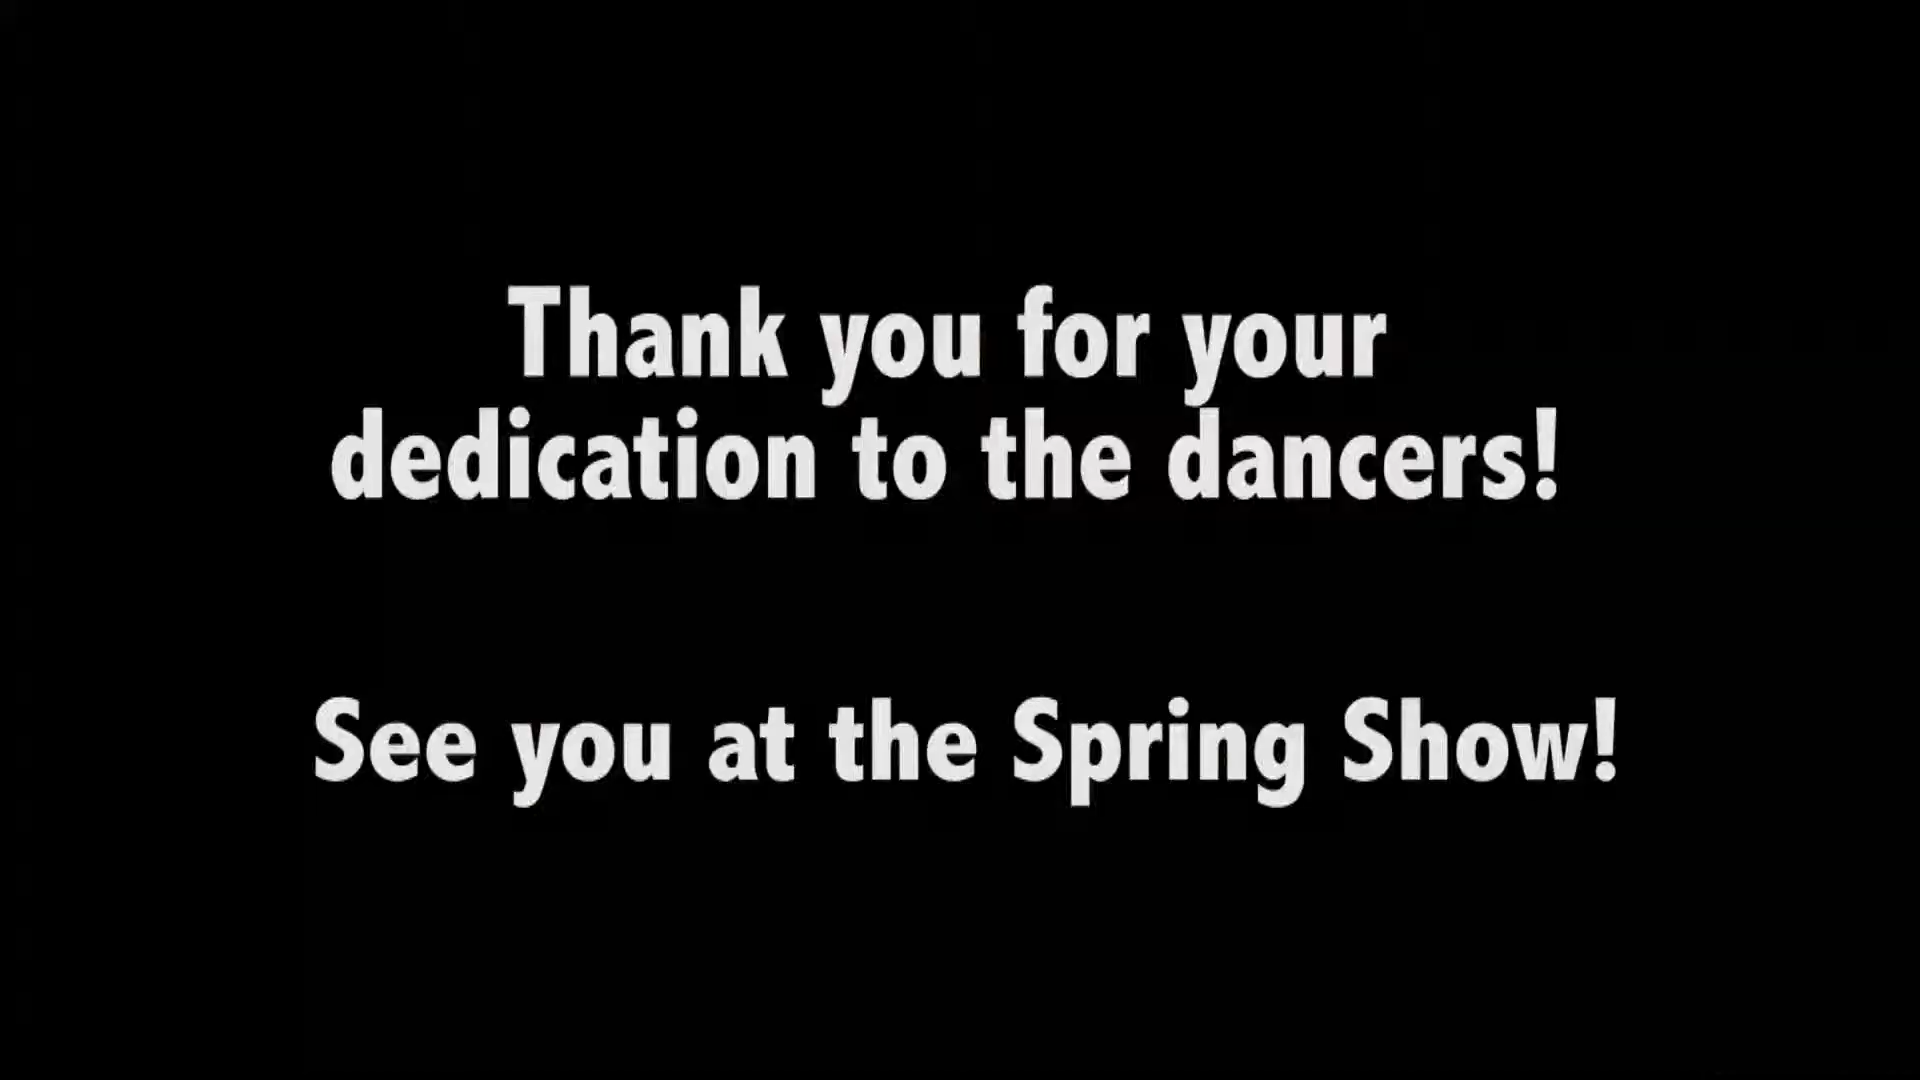 Thank you for your
dedication to the dancers!
See you at the Spring Show!